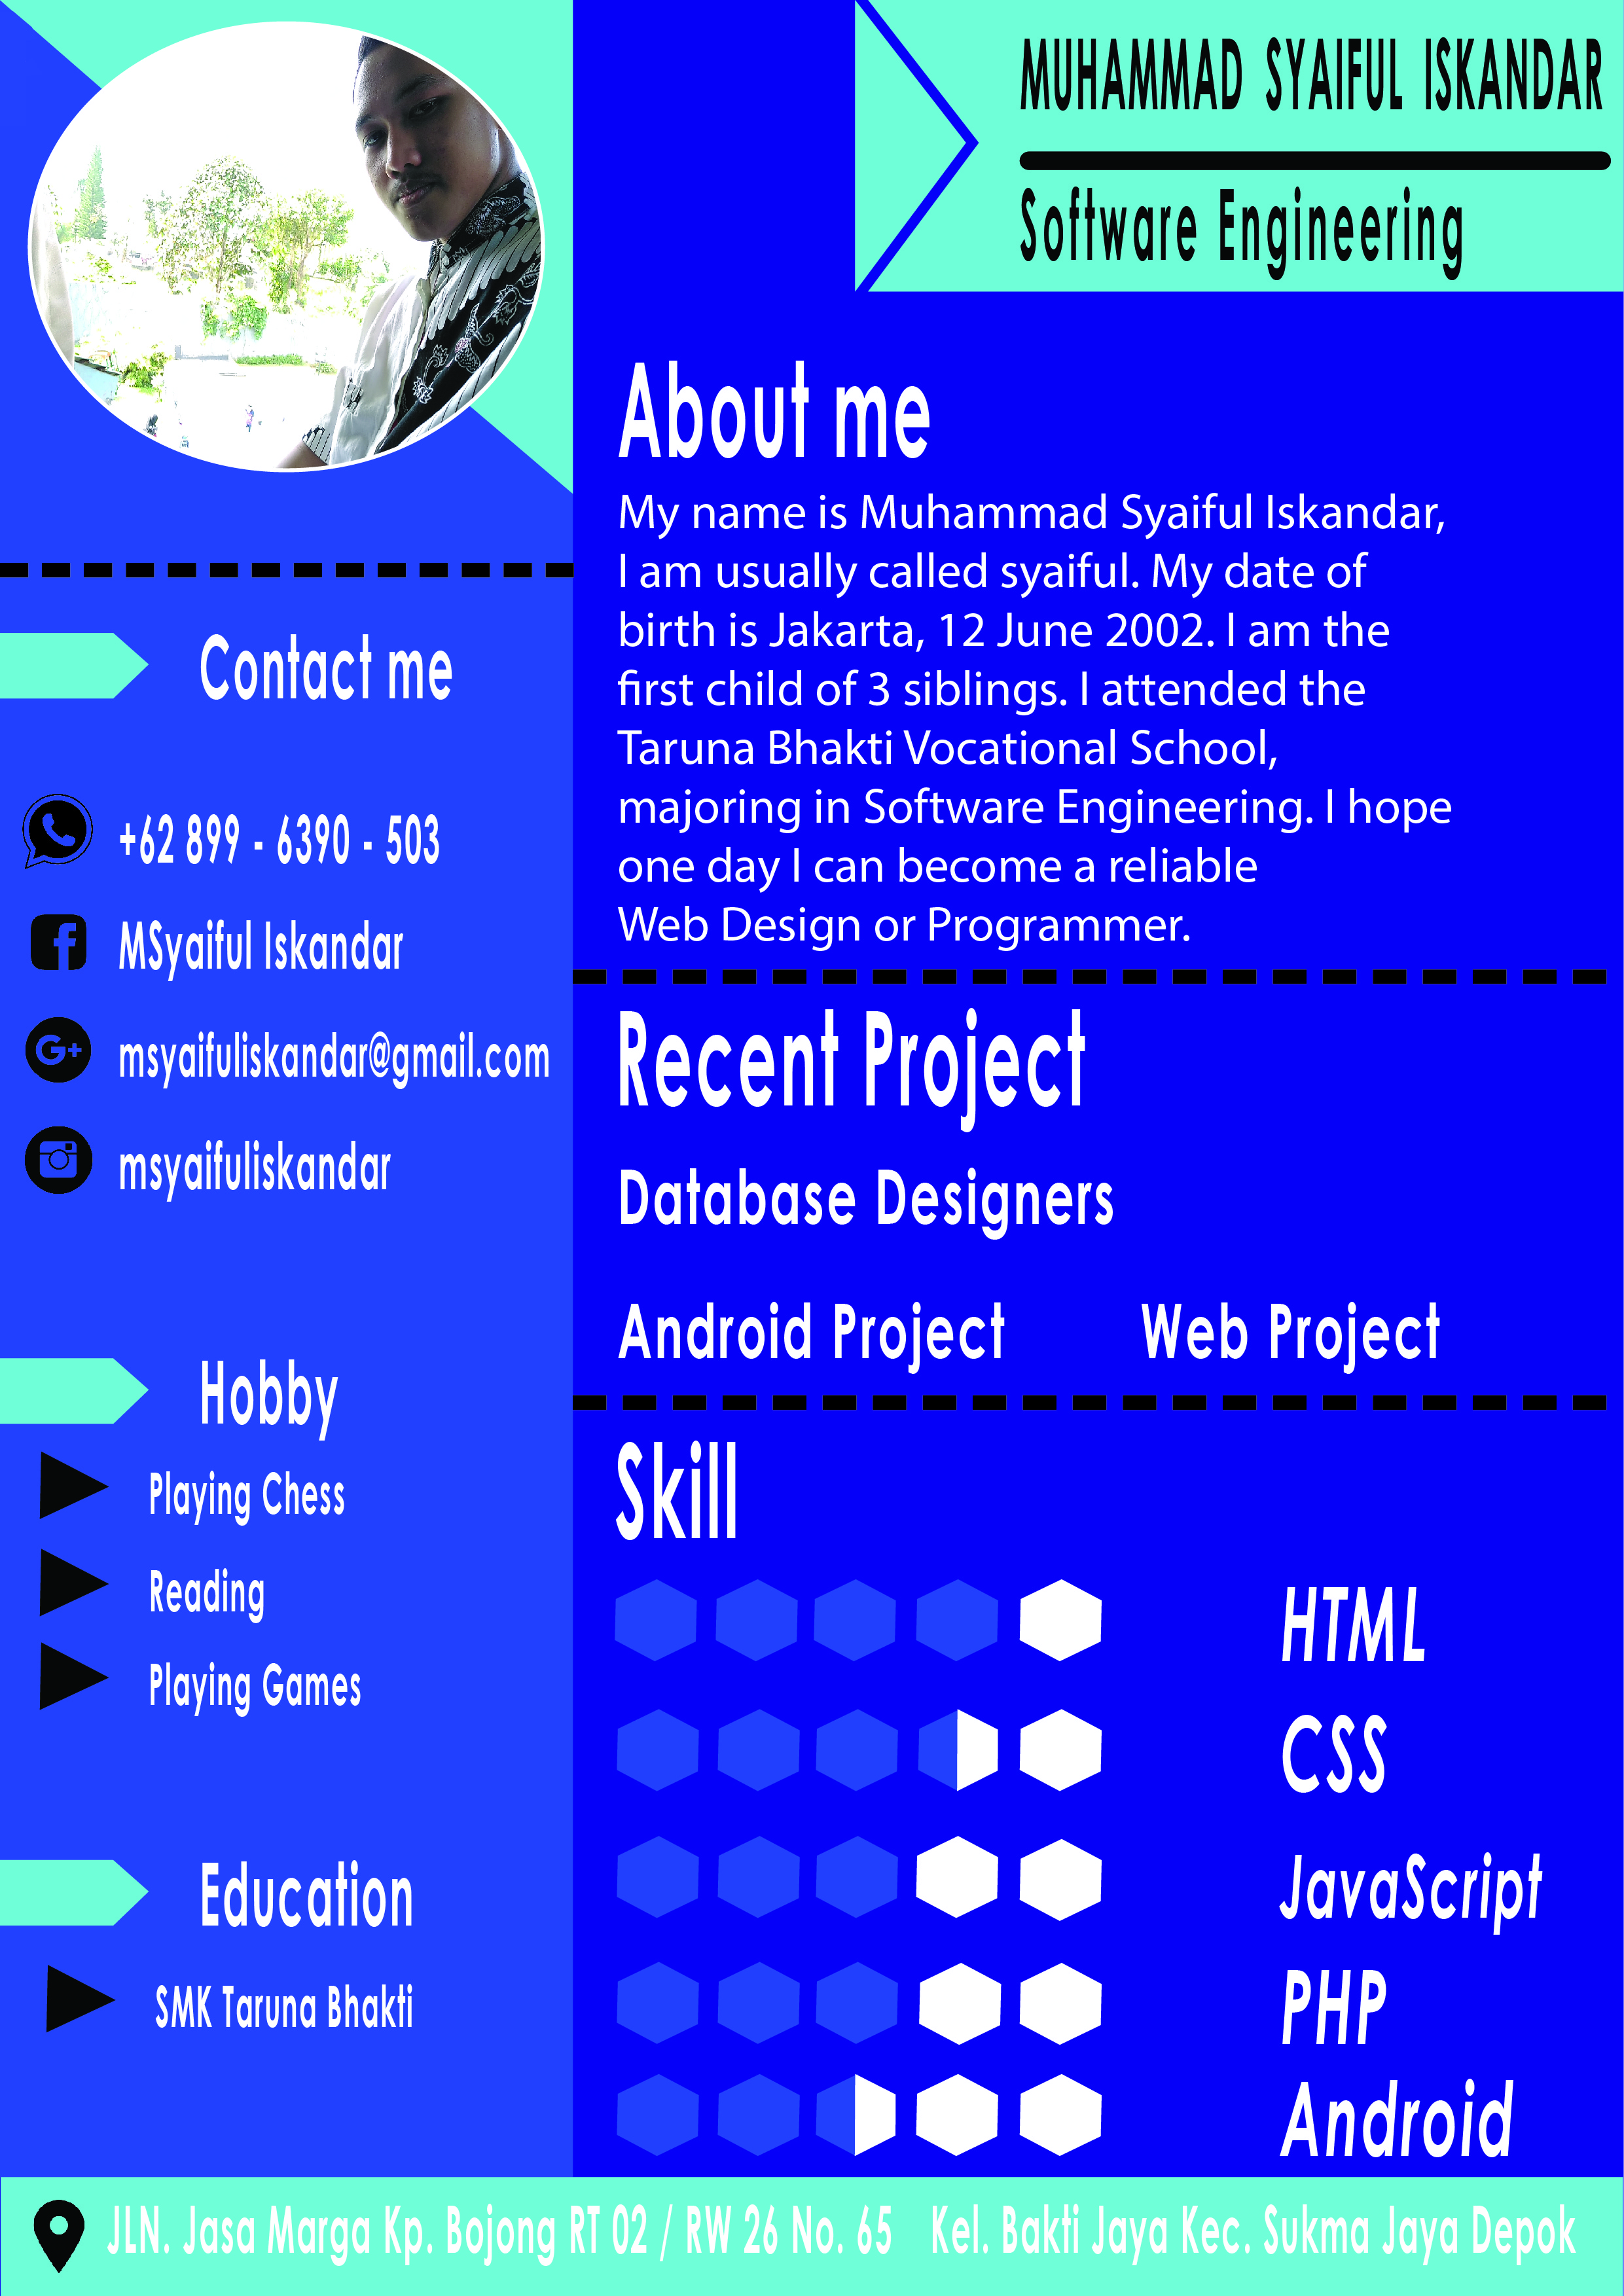 MUHAMMAD SYAIFUL ISKANDAR
Software Engineering
Contact me
+62 899 - 6390 - 503
MSyaiful Iskandar
G+
msyaifuliskandar@gmail.com
msyaifuliskandar
Hobby
Playing Chess
Reading
Playing Games
Education
SMK Taruna Bhakti
About me
My name is Muhammad Syaiful Iskandar,
I am usually called syaiful. My date of
birth is Jakarta, 12 June 2002. I am the
first child of 3 siblings. I attended the
Taruna Bhakti Vocational School,
majoring in Software Engineering. I hope
one day I can become a reliable
Web Design or Programmer.
Recent Project
Database Designers
Android Project Web Project
Skill
HTML
CSS
JavaScript
PHP
Android
JLN. Jasa Marga Kp. Bojong RT 02 / RW 26 No. 65 Kel. Bakti Jaya Kec. Sukma Jaya Depok